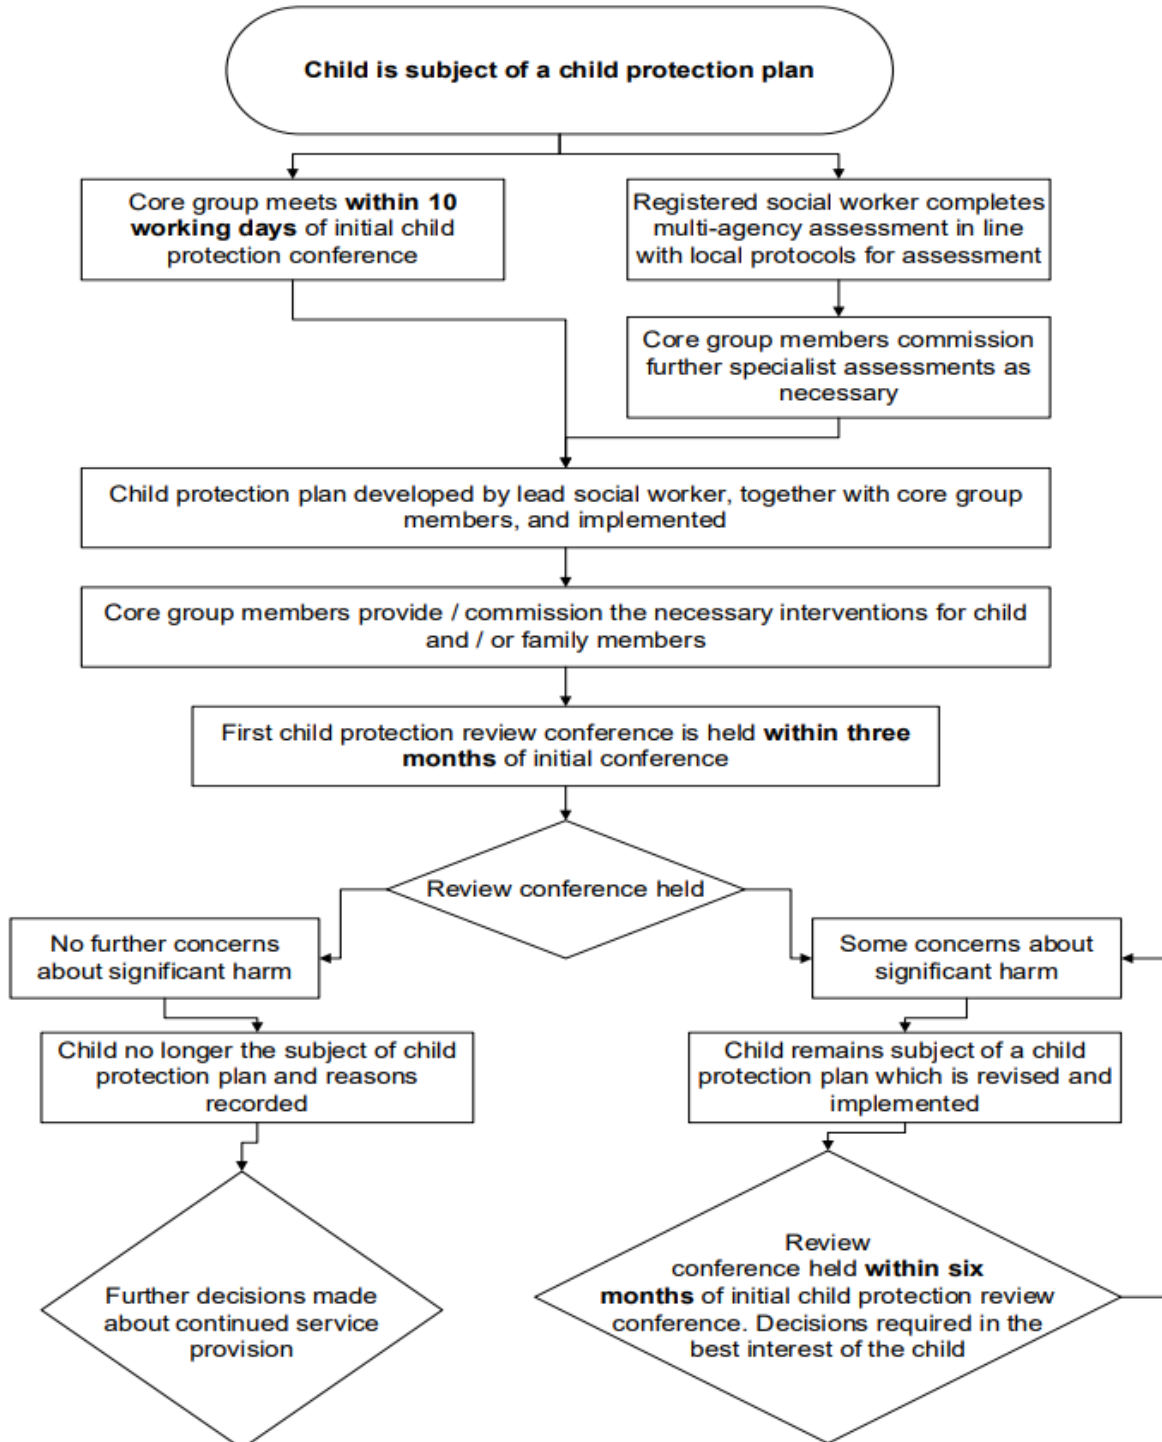 Child is subject of a child protection plan
Core group meets within 10
working days of initial child
protection conference
Registered social worker completes
multi-agency assessment in line
with local protocols for assessment
Core group members commission
further specialist assessments as
necessary
Child protection plan developed by lead social worker, together with core group
members, and implemented
Core group members provide / commission the necessary interventions for child
and / or family members
First child protection review conference is held within three
months of initial conference
Review conference held
No further concerns
about significant harm
Some concerns about
significant harm
Child no longer the subject of child
protection plan and reasons
recorded
Child remains subject of a child
protection plan which is revised and
implemented
Further decisions made
about continued service
provision
Review
conference held within six
months of initial child protection review
conference. Decisions required in the
best interest of the child